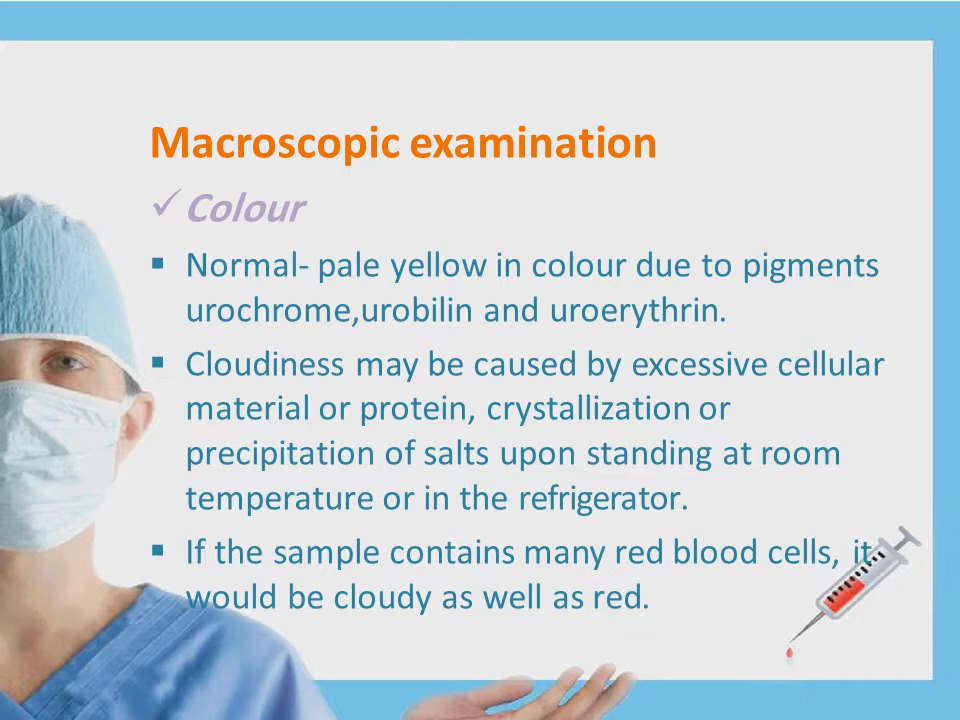 Macroscopic examination
✓ Colour
▪ Normal- pale yellow in colour due to pigments
urochrome,urobilin and uroerythrin.
▪ Cloudiness may be caused by excessive cellular
material or protein, crystallization or
precipitation of salts upon standing at room
temperature or in the refrigerator.
▪ If the sample contains many red blood cells, it
would be cloudy as well as red.